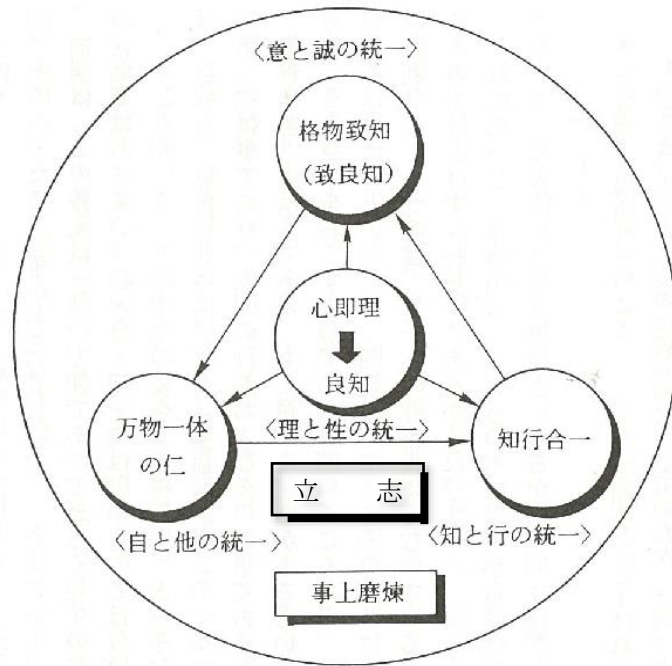 〈意と誠の統一〉
格物致知
（致良知）
心即理
良知
万物一体
の仁
〈理と性の統一〉
知行合一
立　志
〈自と他の統一〉
〈知と行の統一〉
事上磨煉